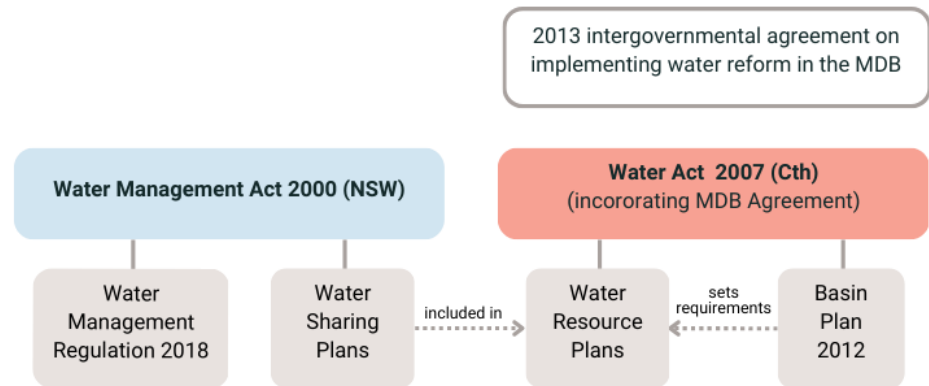 2013 intergovernmental agreement on
implementing water reform in the MDB
Water Management Act 2000 (NSW)
Water Act 2007 (Cth)
(incororating MDB Agreement)
Water
Management
Regulation 2018
Water
Sharing
Plans
included in
Water
Resource
Plans
sets
requirements
Basin
Plan
2012